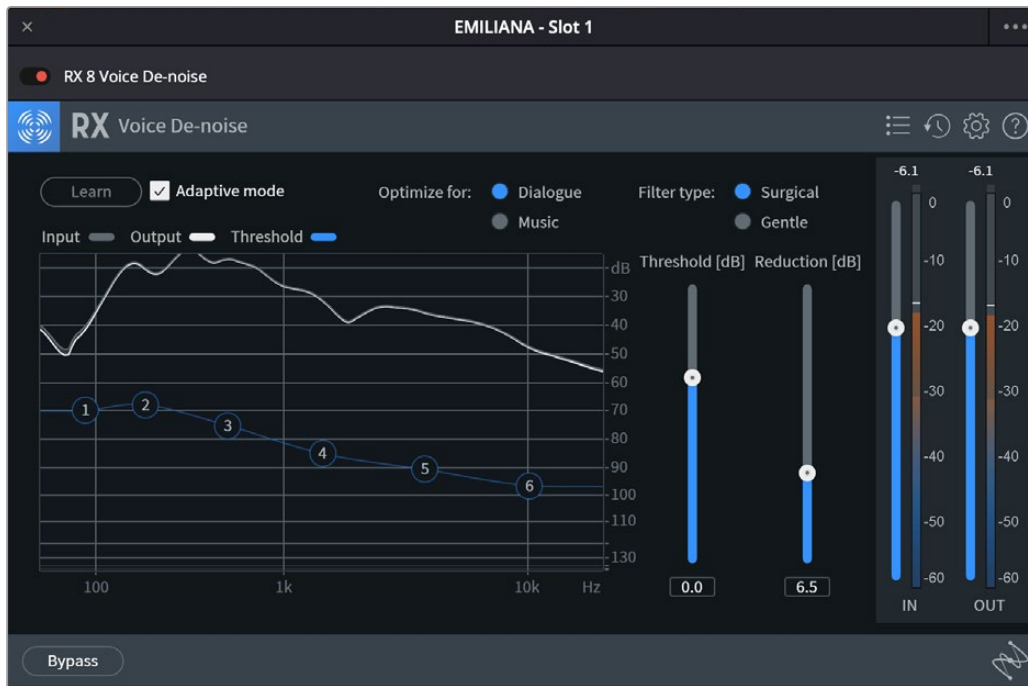 × EMILIANA - Slot 1 •••
RX 8 Voice De-noise
RX Voice De-noise ?
-6.1 -6.1
Learn Adaptive mode Optimize for: Dialogue Filter type: Surgical
Music Gentle
Input Output Threshold
Threshold [dB] Reduction [dB]
dB
-30
-40
-50
-60
-70
-80
-90
-100
-110
-130
1
2
3
4
5
6
100 1k 10k Hz
0.0 6.5
0 0
-10 -10
-20 -20
-30 -30
-40 -40
-50 -50
-60 -60
IN OUT
Bypass